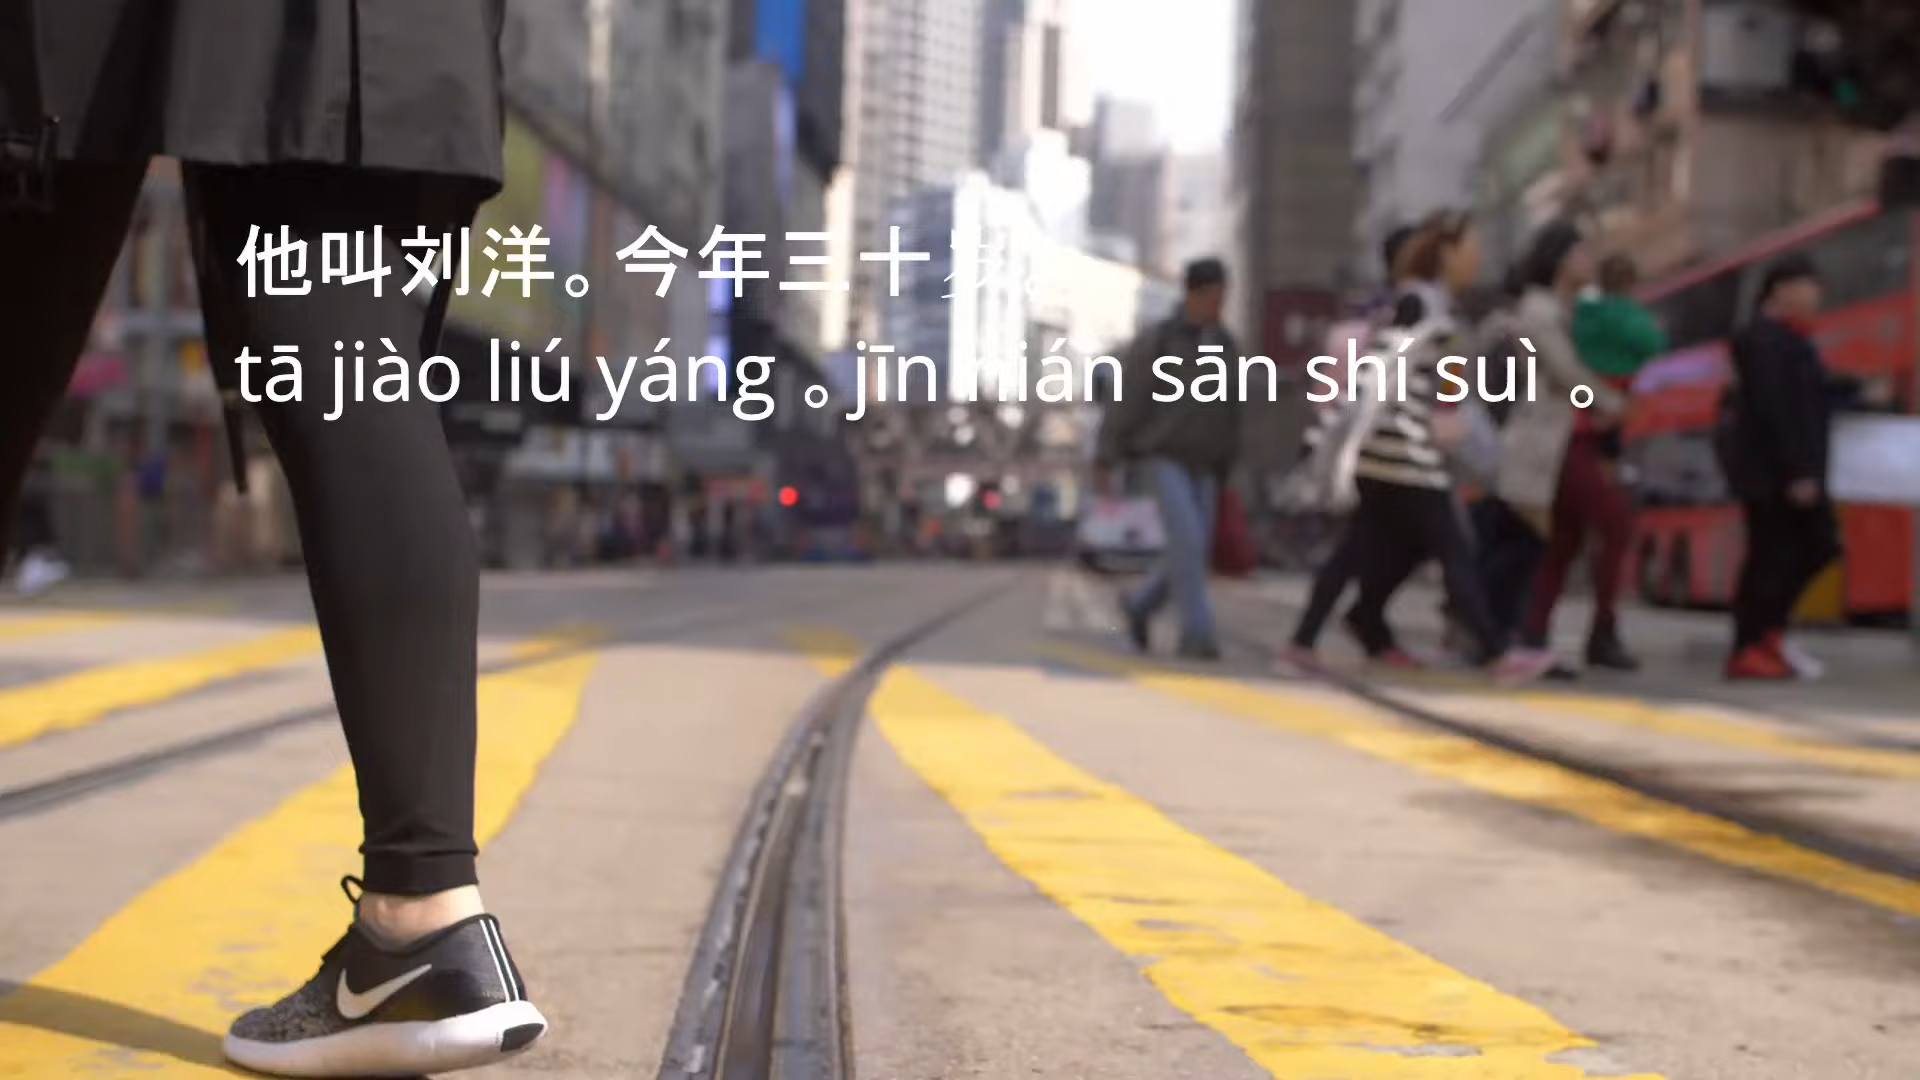 他叫刘洋。今年三十岁。
tā jiào liú yáng 。jīn nián sān shí suì 。